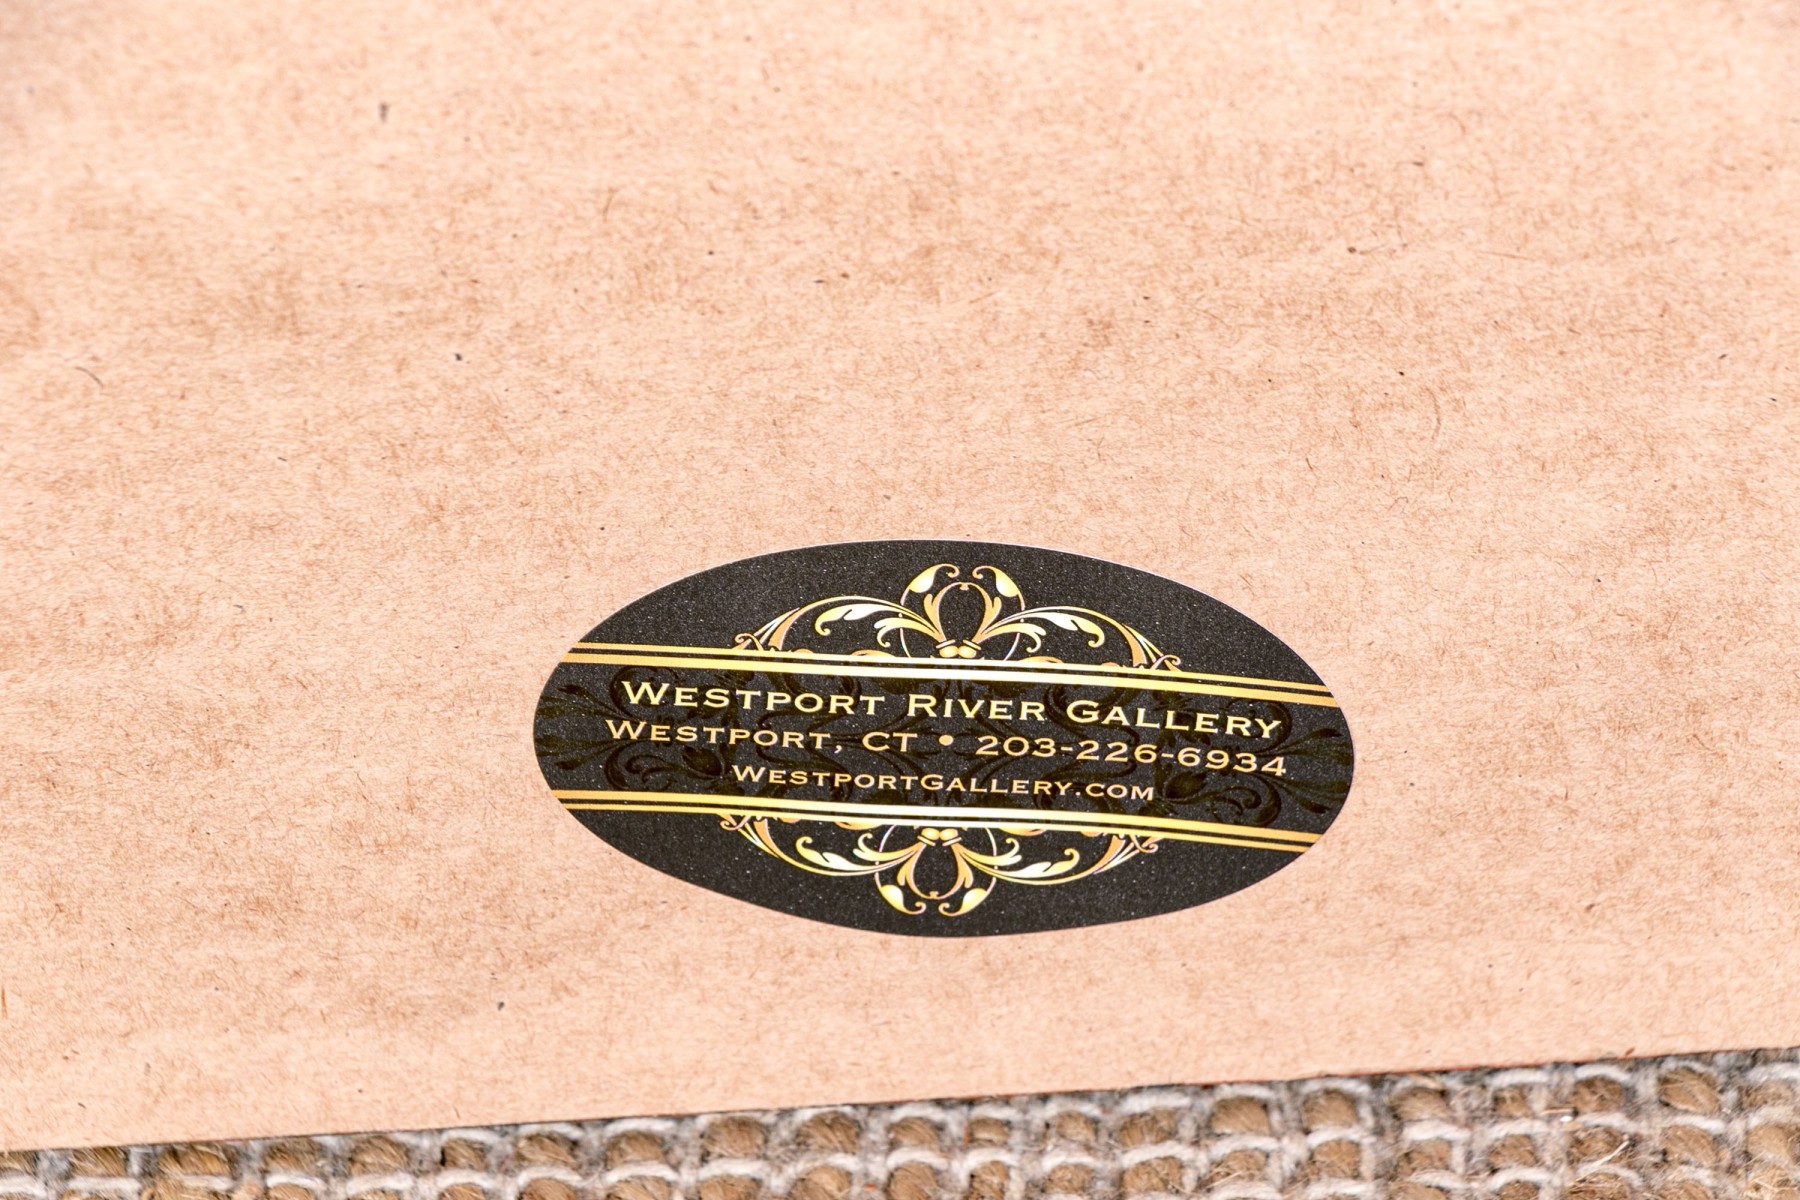 Westport River Gallery
Westport, CT • 203-226-6934
WestportGallery.com